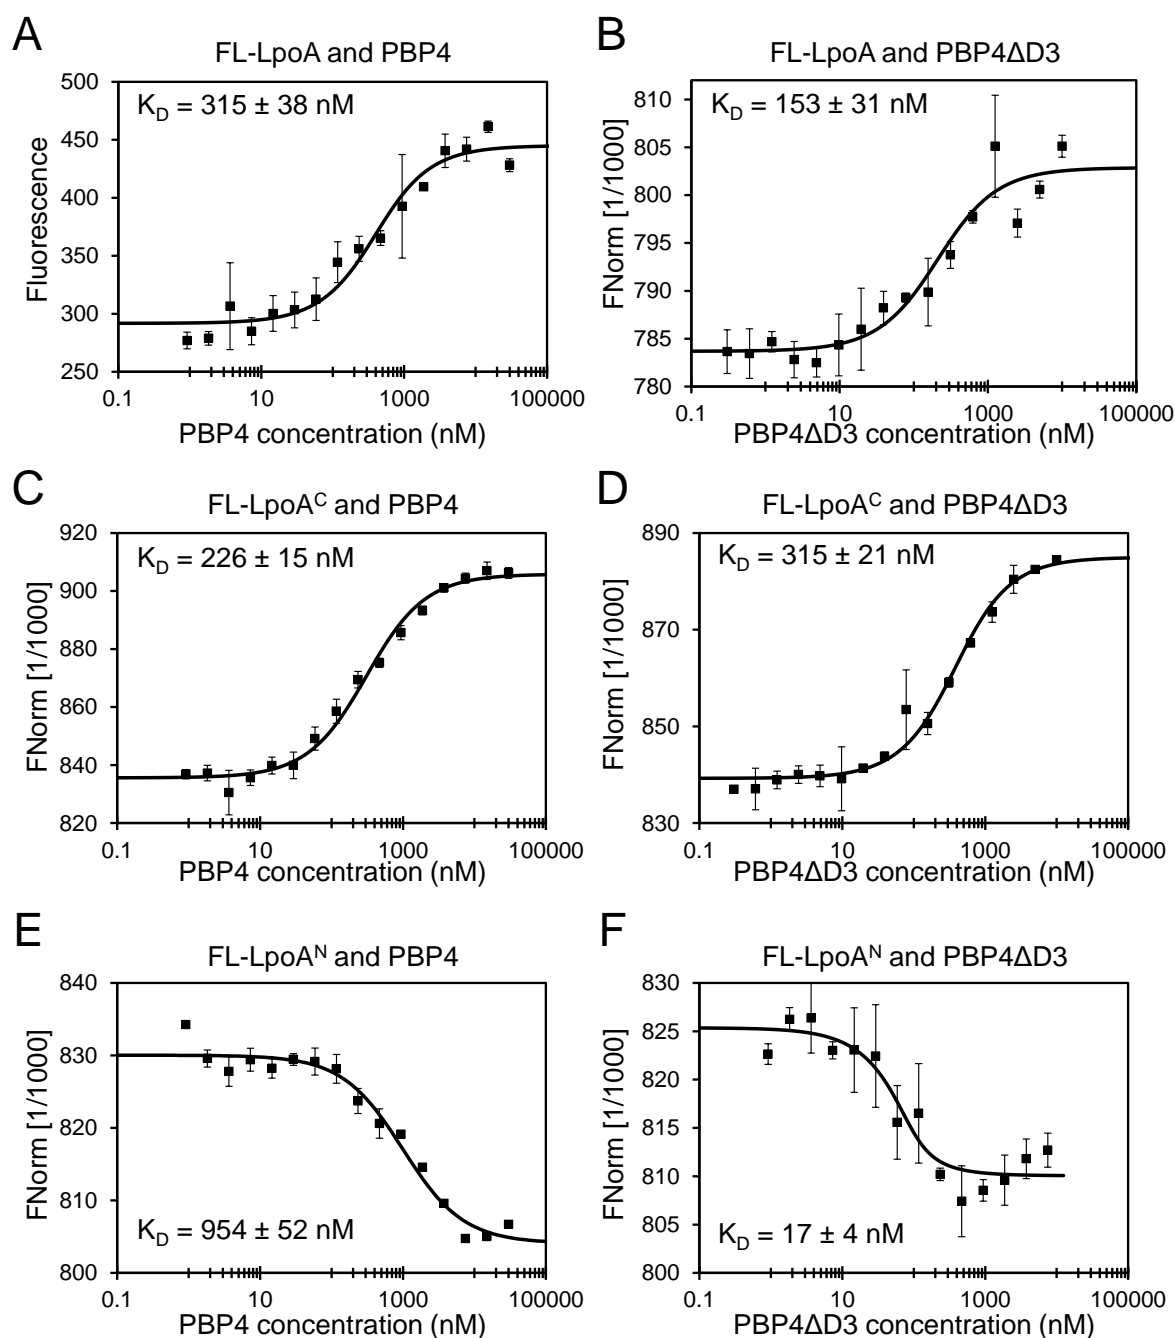 A
FL-LpoA and PBP4
K_D = 315 ± 38 nM
Fluorescence
500
450
400
350
300
250
0.1
10
1000
100000
PBP4 concentration (nM)
B
FL-LpoA and PBP4ΔD3
K_D = 153 ± 31 nM
FNorm [1/1000]
810
805
800
795
790
785
780
0.1
10
1000
100000
PBP4ΔD3 concentration (nM)
C
FL-LpoA^C and PBP4
K_D = 226 ± 15 nM
FNorm [1/1000]
920
900
880
860
840
820
0.1
10
1000
100000
PBP4 concentration (nM)
D
FL-LpoA^C and PBP4ΔD3
K_D = 315 ± 21 nM
FNorm [1/1000]
890
870
850
830
0.1
10
1000
100000
PBP4ΔD3 concentration (nM)
E
FL-LpoA^N and PBP4
K_D = 954 ± 52 nM
FNorm [1/1000]
840
830
820
810
800
0.1
10
1000
100000
PBP4 concentration (nM)
F
FL-LpoA^N and PBP4ΔD3
K_D = 17 ± 4 nM
FNorm [1/1000]
830
825
820
815
810
805
800
0.1
10
1000
100000
PBP4ΔD3 concentration (nM)